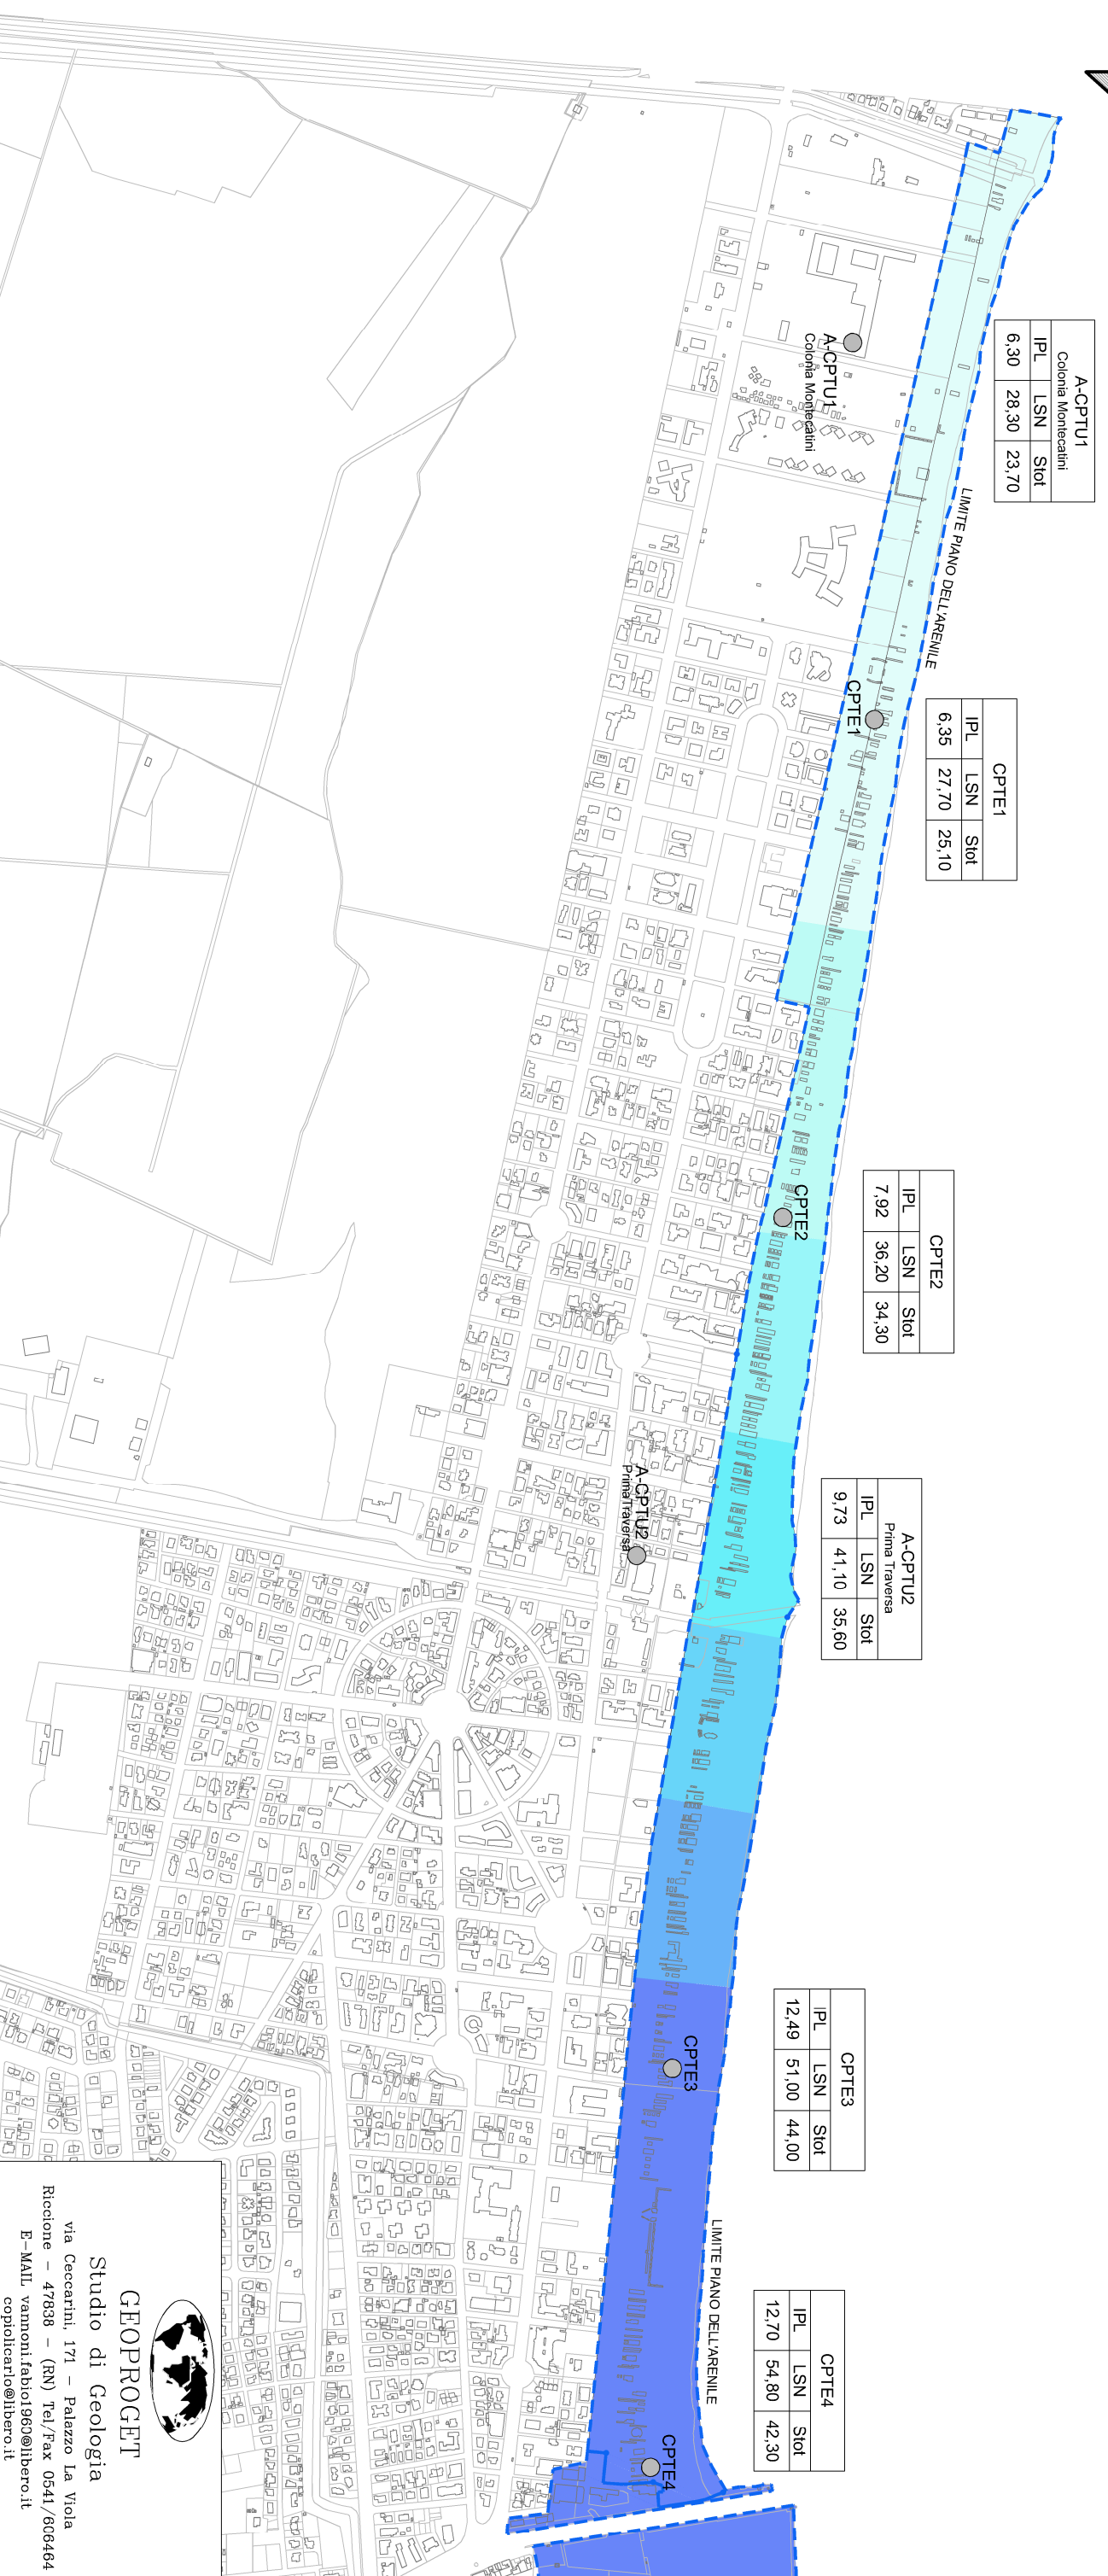 A-CPTU1
Colonia Montecatini
IPL LSN Stot
6,30 28,30 23,70
A-CPTU1
Colonia Montecatini
LIMITE PIANO DELL'ARENILE
CPTE1
IPL LSN Stot
6,35 27,70 25,10
CPTE1
CPTE2
IPL LSN Stot
7,92 36,20 34,30
CPTE2
A-CPTU2
Prima Traversa
IPL LSN Stot
9,73 41,10 35,60
A-CPTU2
Prima Traversa
CPTE3
IPL LSN Stot
12,49 51,00 44,00
CPTE3
LIMITE PIANO DELL'ARENILE
CPTE4
IPL LSN Stot
12,70 54,80 42,30
CPTE4
GEOPROGET
Studio di Geologia
via Ceccarini, 171 - Palazzo La Viola
Riccione - 47838 - (RN) Tel/Fax 0541/606464
E-MAIL vannoni.fabio1960@libero.it
copiolicarlo@libero.it